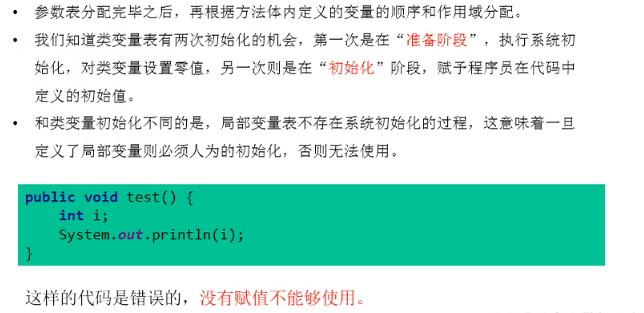 • 参数表分配完毕之后，再根据方法体内定义的变量的顺序和作用域分配。
• 我们知道类变量表有两次初始化的机会，第一次是在“准备阶段”，执行系统初
始化，对类变量设置零值，另一次则是在“初始化”阶段，赋予程序员在代码中
定义的初始值。
• 和类变量初始化不同的是，局部变量表不存在系统初始化的过程，这意味着一旦
定义了局部变量则必须人为的初始化，否则无法使用。
public void test() {
    int i;
    System.out.println(i);
}
这样的代码是错误的，没有赋值不能够使用。